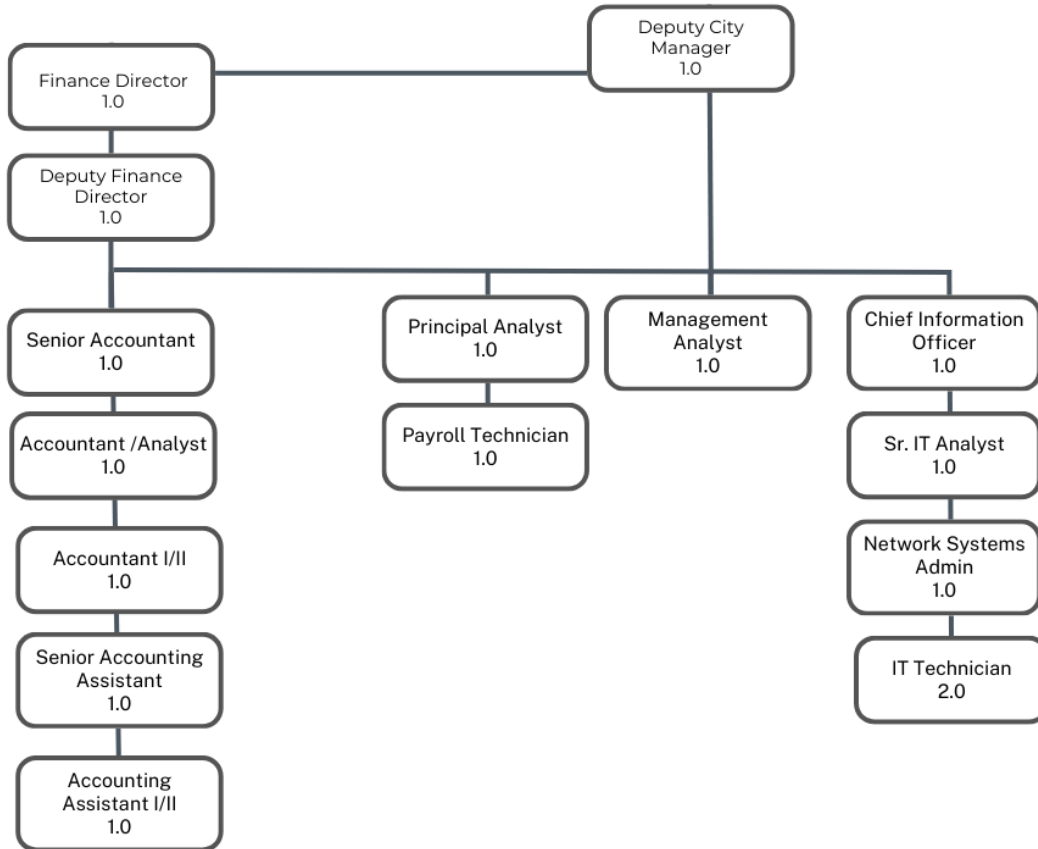 Deputy City
Manager
1.0
Finance Director
1.0
Deputy Finance
Director
1.0
Senior Accountant
1.0
Accountant /Analyst
1.0
Accountant I/II
1.0
Senior Accounting
Assistant
1.0
Accounting
Assistant I/II
1.0
Principal Analyst
1.0
Payroll Technician
1.0
Management
Analyst
1.0
Chief Information
Officer
1.0
Sr. IT Analyst
1.0
Network Systems
Admin
1.0
IT Technician
2.0